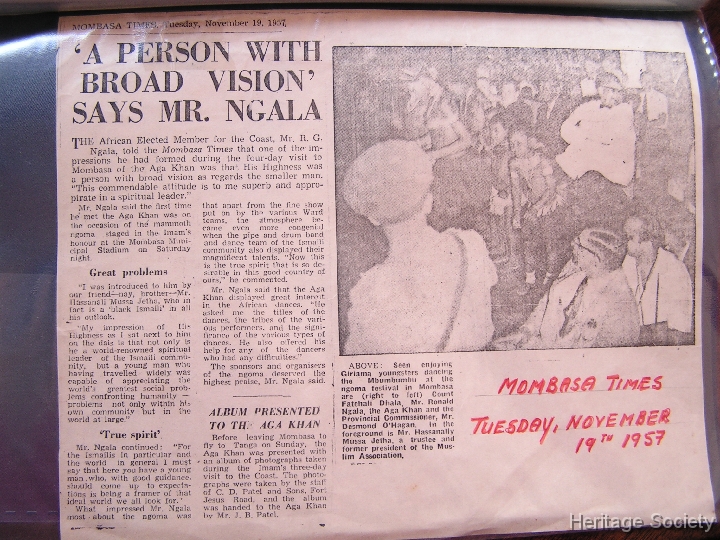 MOMBASA TIMES, Tuesday, November 19, 1957.
'A PERSON WITH
BROAD VISION'
SAYS MR. NGALA
THE African Elected Member for the Coast, Mr. R. G.
Ngala, told the Mombasa Times that one of the im-
pressions he had formed during the four-day visit to
Mombasa of the Aga Khan was that His Highness was
a person with broad vision as regards the smaller man.
"This commendable attitude is to me superb and appro-
pirate in a spiritual leader."
Mr. Ngala said the first time
he met the Aga Khan was on
the occasion of the mammoth
ngoma staged in the Imam's
honour at the Mombasa Muni-
cipal Stadium on Saturday
night.
Great problems
"I was introduced to him by
our friend—nay, brother—Mr.
Hassanali Mussa Jetha, who in
fact is a 'black Ismaili' in all
his outlook.
"My impression of His
Highness as I sat next to him
on the dais is that not only is
he a world-renowned spiritual
leader of the Ismaili commun-
ity, but a young man who
having travelled widely was
capable of appreciating the
world's greatest social prob-
lems confronting humanity —
problems not only within his
own community but in the
world at large."
'True spirit'
Mr. Ngala continued: "For
the Ismailis in particular and
the world in general I must
say that here you have a young
man who, with good guidance,
should come up to expecta-
tions is being a framer of that
ideal world we all look for."
What impressed Mr. Ngala
most about the ngoma was
that apart from the fine show
put on by the various Ward
teams, the atmosphere be-
came even more congenial
when the pipe and drum band
and dance team of the Ismaili
community also displayed their
magnificent talents. "Now this
is the true spirit that is so de-
sirable in this good country of
ours," he commented.
Mr. Ngala said that the Aga
Khan displayed great interest
in the African dances. "He
asked me the titles of the
dances, the tribes of the vari-
ous performers, and the signi-
ficance of the various types of
dances. He also offered his
help for any of the dancers
who had any difficulties."
The sponsors and organisers
of the ngoma deserved the
highest praise, Mr. Ngala said.
ALBUM PRESENTED
TO THE AGA KHAN
Before leaving Mombasa to
fly to Tanga on Sunday, the
Aga Khan was presented with
an album of photographs taken
during the Imam's three-day
visit to the Coast. The photo-
graphs were taken by the staff
of C. D. Patel and Sons, Fort
Jesus Road, and the album
was handed to the Aga Khan
by Mr. J. B. Patel.
ABOVE: Seen enjoying
Giriama youngsters dancing
the Mbumbumbu at the
ngoma festival in Mombasa
are (right to left) Count
Fatehali Dhala, Mr. Ronald
Ngala, the Aga Khan and the
Provincial Commissioner, Mr.
Desmond O'Hagan. In the
foreground is Mr. Hassanally
Mussa Jetha, a trustee and
former president of the Mus-
lim Association.
MOMBASA TIMES
TUESDAY, NOVEMBER
19TH 1957
Heritage Society